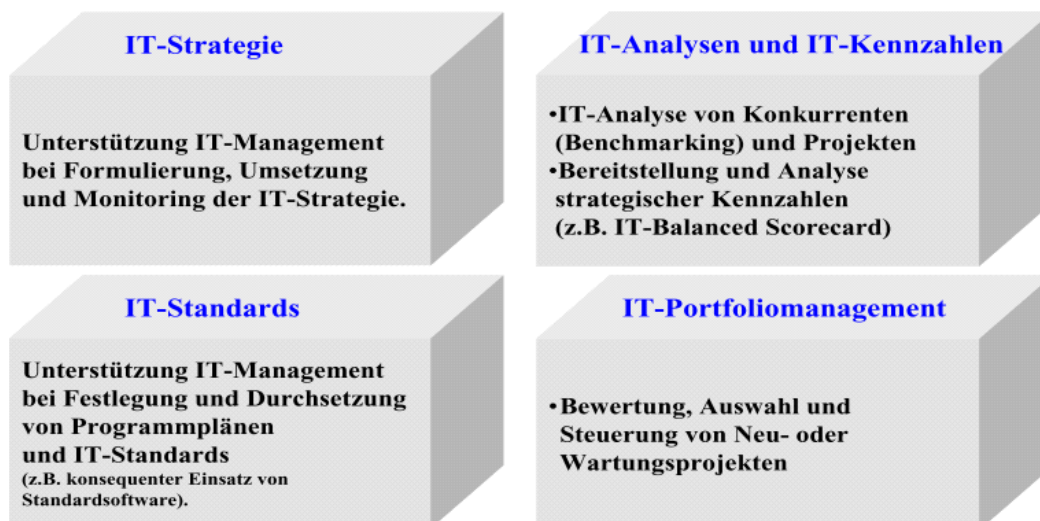 IT-Strategie
Unterstützung IT-Management
bei Formulierung, Umsetzung
und Monitoring der IT-Strategie.
IT-Analysen und IT-Kennzahlen
•IT-Analyse von Konkurrenten
(Benchmarking) und Projekten
•Bereitstellung und Analyse
strategischer Kennzahlen
(z.B. IT-Balanced Scorecard)
IT-Standards
Unterstützung IT-Management
bei Festlegung und Durchsetzung
von Programmplänen
und IT-Standards
(z.B. konsequenter Einsatz von
Standardsoftware).
IT-Portfoliomanagement
•Bewertung, Auswahl und
Steuerung von Neu- oder
Wartungsprojekten